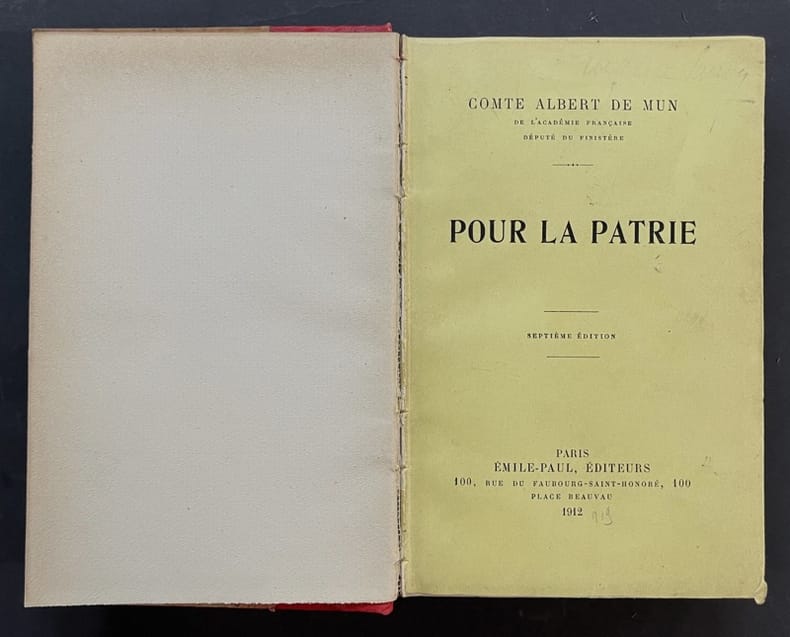 COMTE ALBERT DE MUN
DE L'ACADÉMIE FRANÇAISE
DÉPUTÉ DU FINISTÈRE
POUR LA PATRIE
SEPTIÈME ÉDITION
PARIS
ÉMILE-PAUL, ÉDITEURS
100, RUE DU FAUBOURG-SAINT-HONORÉ, 100
PLACE BEAUVAU
1912